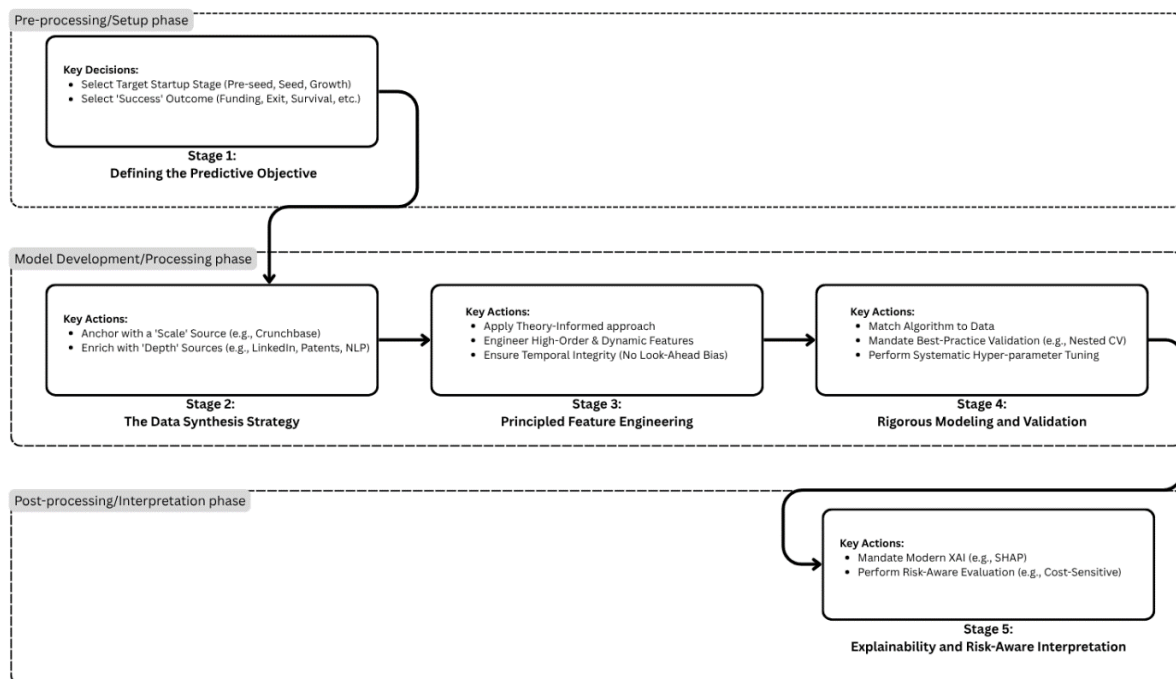 Pre-processing/Setup phase
Key Decisions:
• Select Target Startup Stage (Pre-seed, Seed, Growth)
• Select 'Success' Outcome (Funding, Exit, Survival, etc.)
Stage 1:
Defining the Predictive Objective
Model Development/Processing phase
Key Actions:
• Anchor with a 'Scale' Source (e.g., Crunchbase)
• Enrich with 'Depth' Sources (e.g., LinkedIn, Patents, NLP)
Stage 2:
The Data Synthesis Strategy
Key Actions:
• Apply Theory-Informed approach
• Engineer High-Order & Dynamic Features
• Ensure Temporal Integrity (No Look-Ahead Bias)
Stage 3:
Principled Feature Engineering
Key Actions:
• Match Algorithm to Data
• Mandate Best-Practice Validation (e.g., Nested CV)
• Perform Systematic Hyper-parameter Tuning
Stage 4:
Rigorous Modeling and Validation
Post-processing/Interpretation phase
Key Actions:
• Mandate Modern XAI (e.g., SHAP)
• Perform Risk-Aware Evaluation (e.g., Cost-Sensitive)
Stage 5:
Explainability and Risk-Aware Interpretation